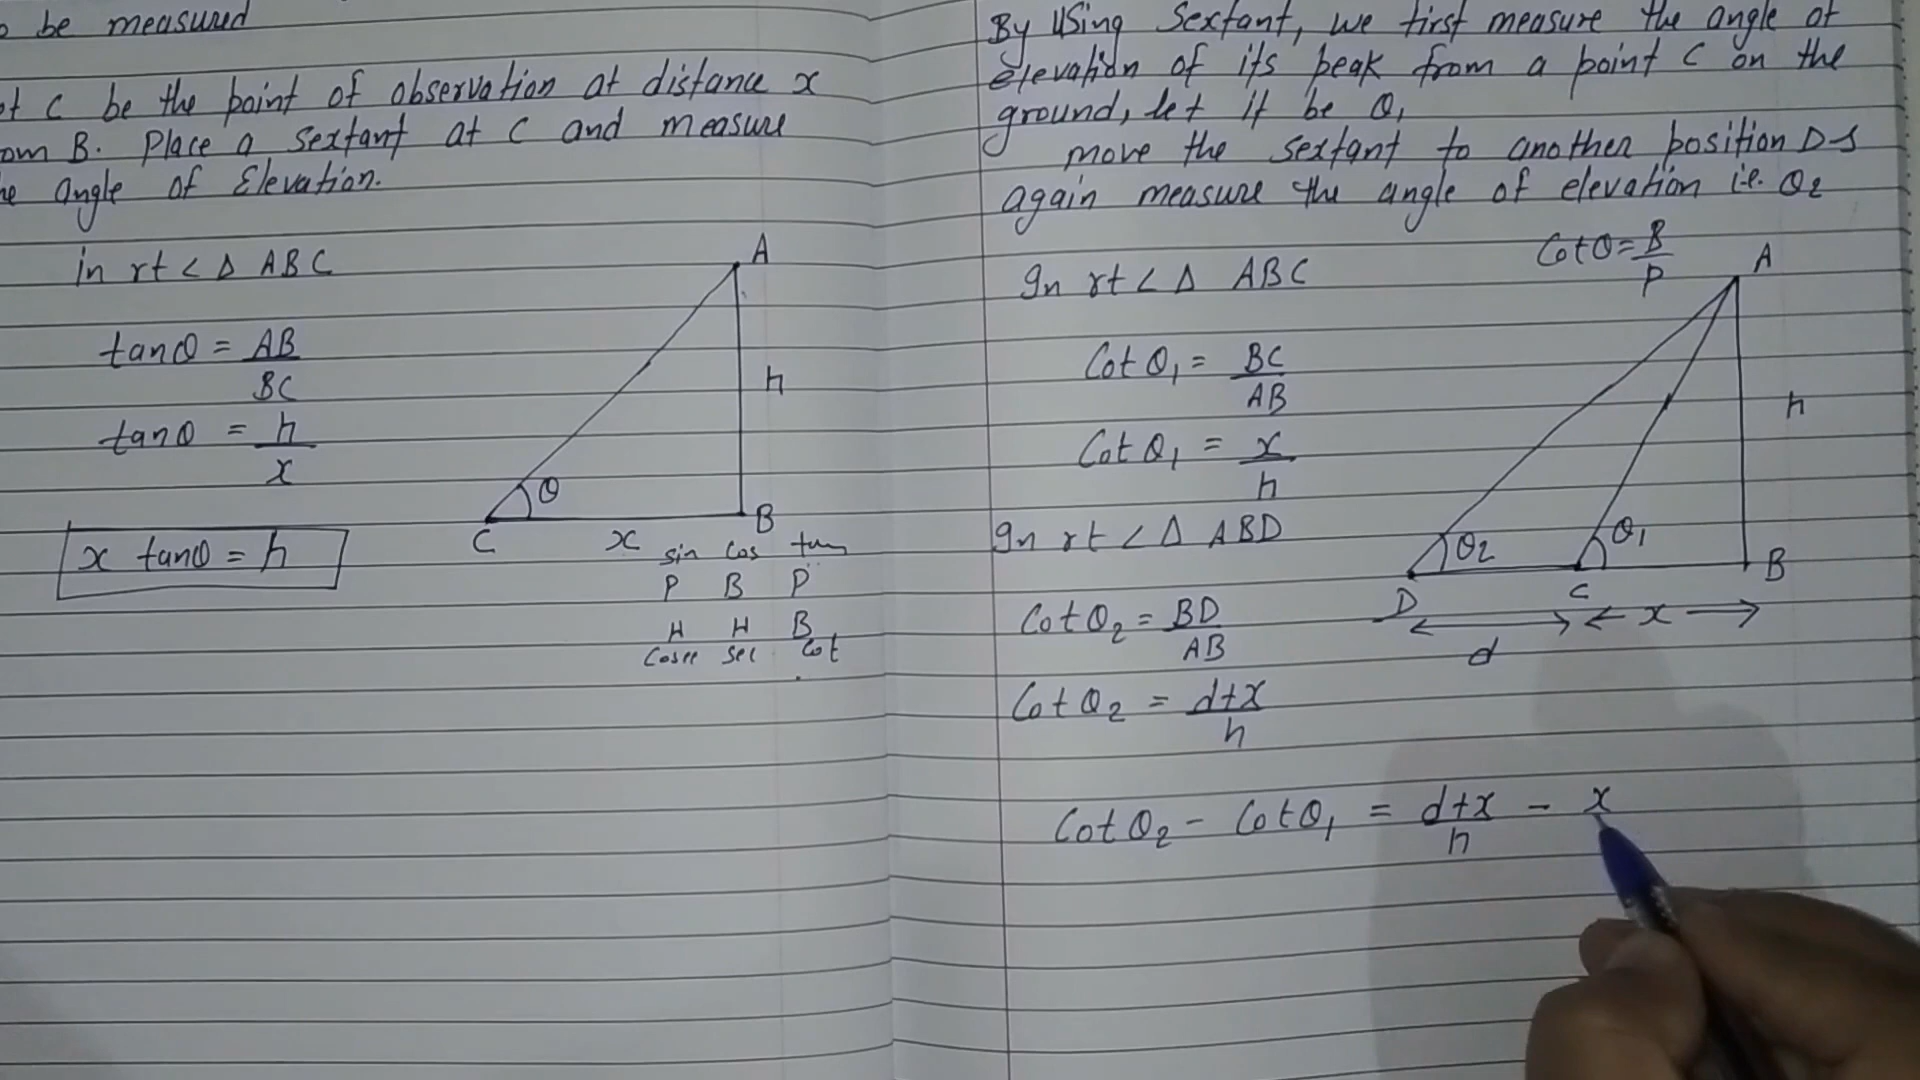 be measured
C be the point of observation at distance x
B. Place a sextant at C and measure
angle of Elevation.
in rt < Δ ABC
tanθ = AB
BC
tanθ = h
x
x tanθ = h
A
h
θ
C
x
B
sin cos tan
P B P
H H B
Cosec sec Cot
By Using Sextant, we first measure the angle of
elevation of its peak from a point C on the
ground, let it be θ1
move the sextant to another position D
again measure the angle of elevation i.e. θ2
Cotθ = B
P
In rt < Δ ABC
Cot θ1 = BC
AB
Cot θ1 = x
h
In rt < Δ ABD
Cot θ2 = BD
AB
Cot θ2 = d+x
h
A
h
θ2
θ1
B
D
C
x
d
Cot θ2 - Cot θ1 = d+x - x
h